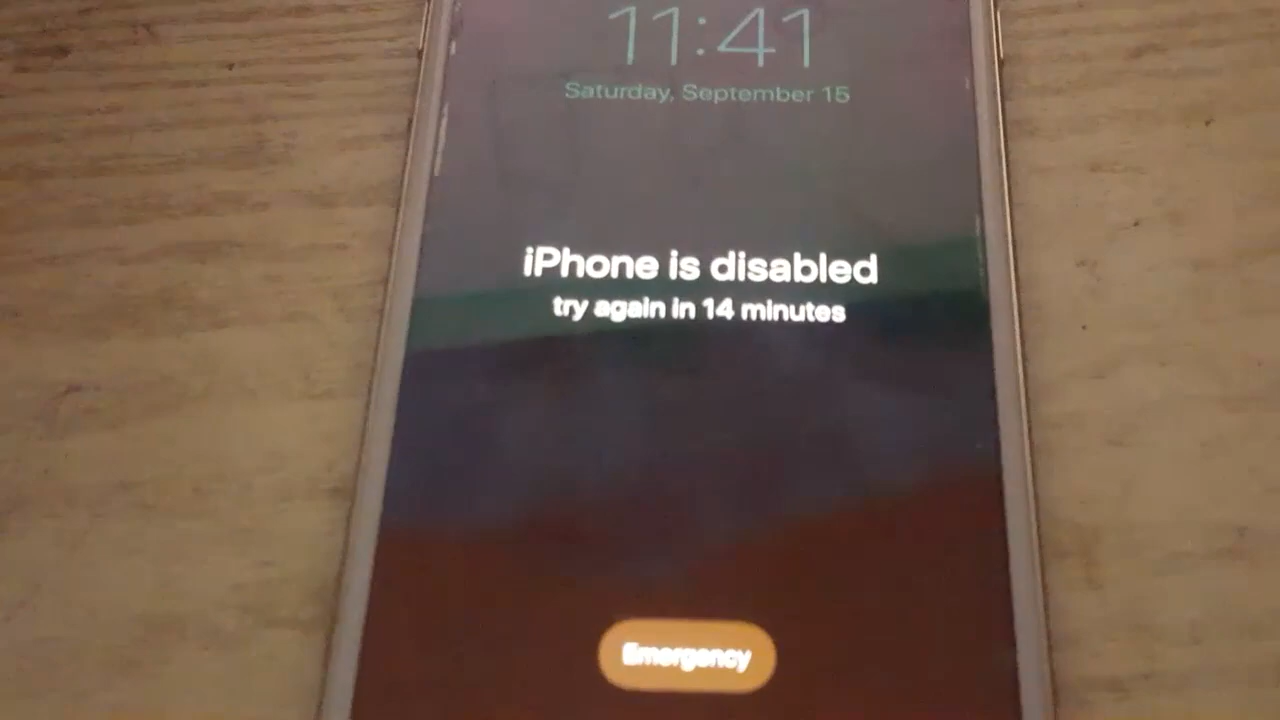 11:41
Saturday, September 15
iPhone is disabled
try again in 14 minutes
Emergency